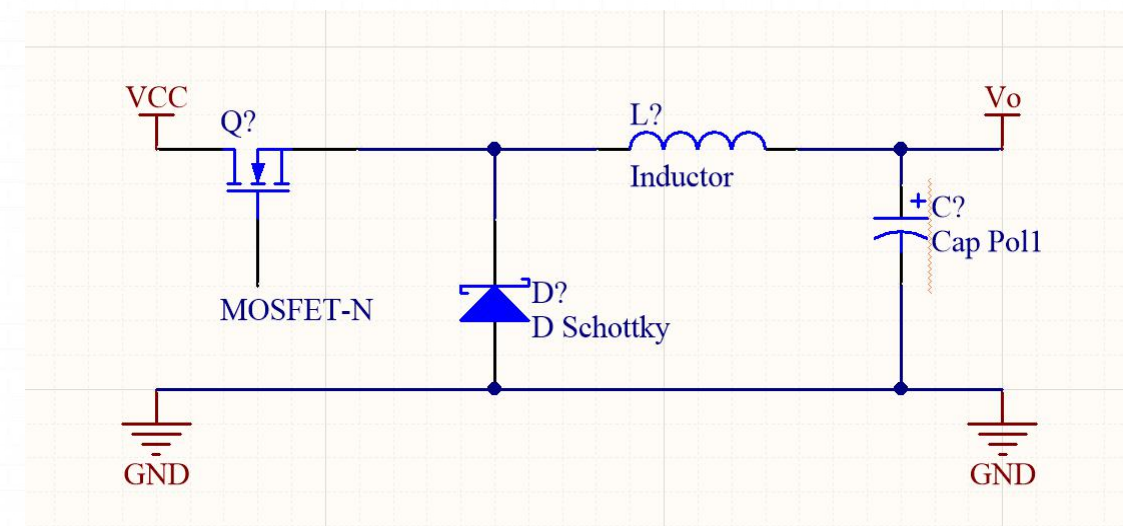 VCC
Q?
MOSFET-N
L?
Inductor
Vo
+
C?
Cap Pol1
D?
D Schottky
GND
GND